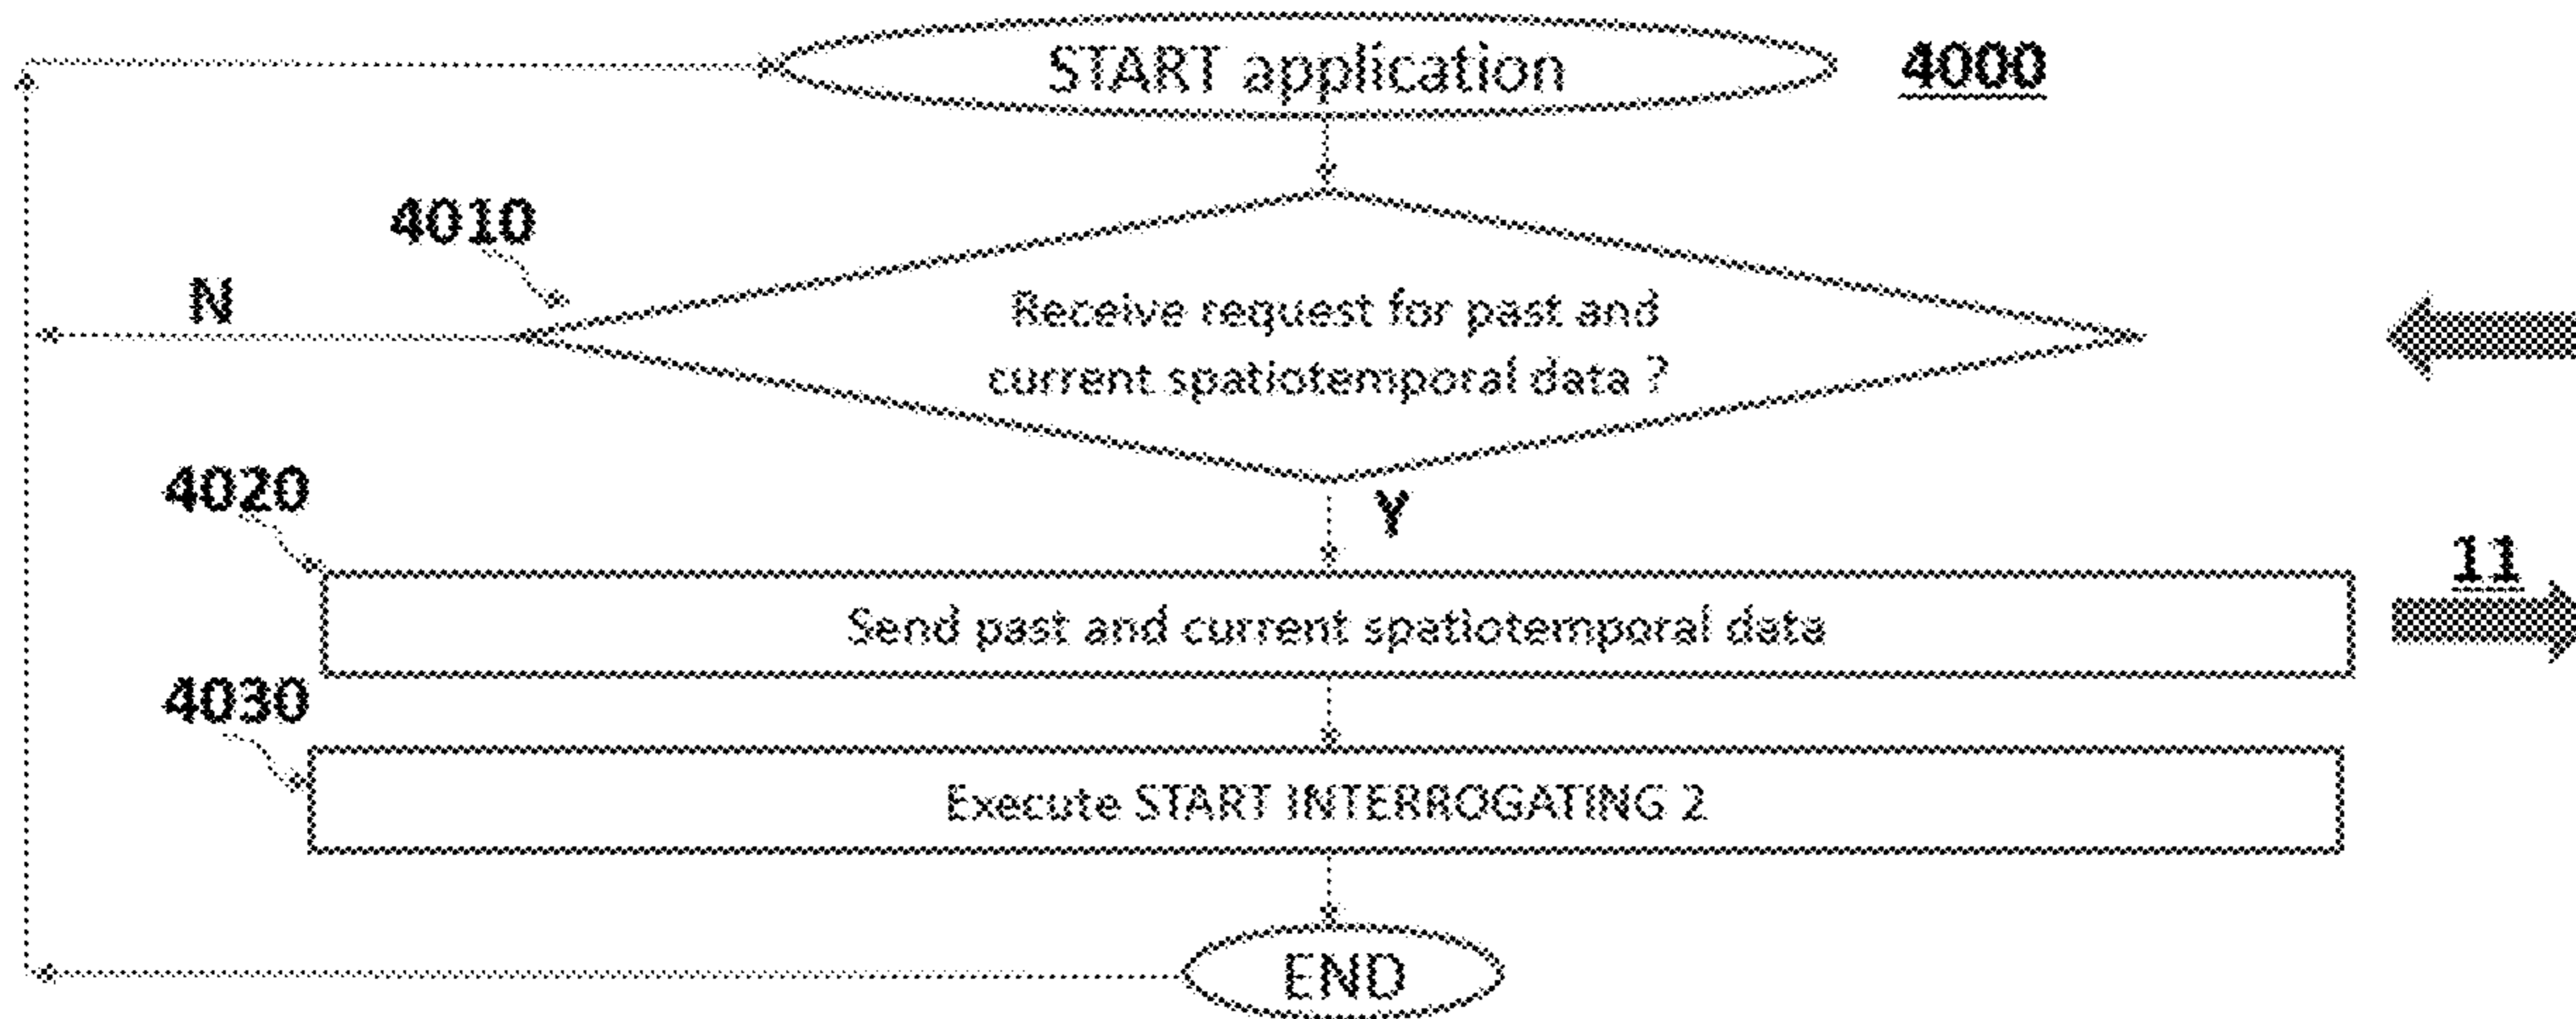 START application
4000
4010
N
Receive request for past and
current spatiotemporal data ?
Y
4020
11
Send past and current spatiotemporal data
4030
Execute START INTERROGATING 2
END